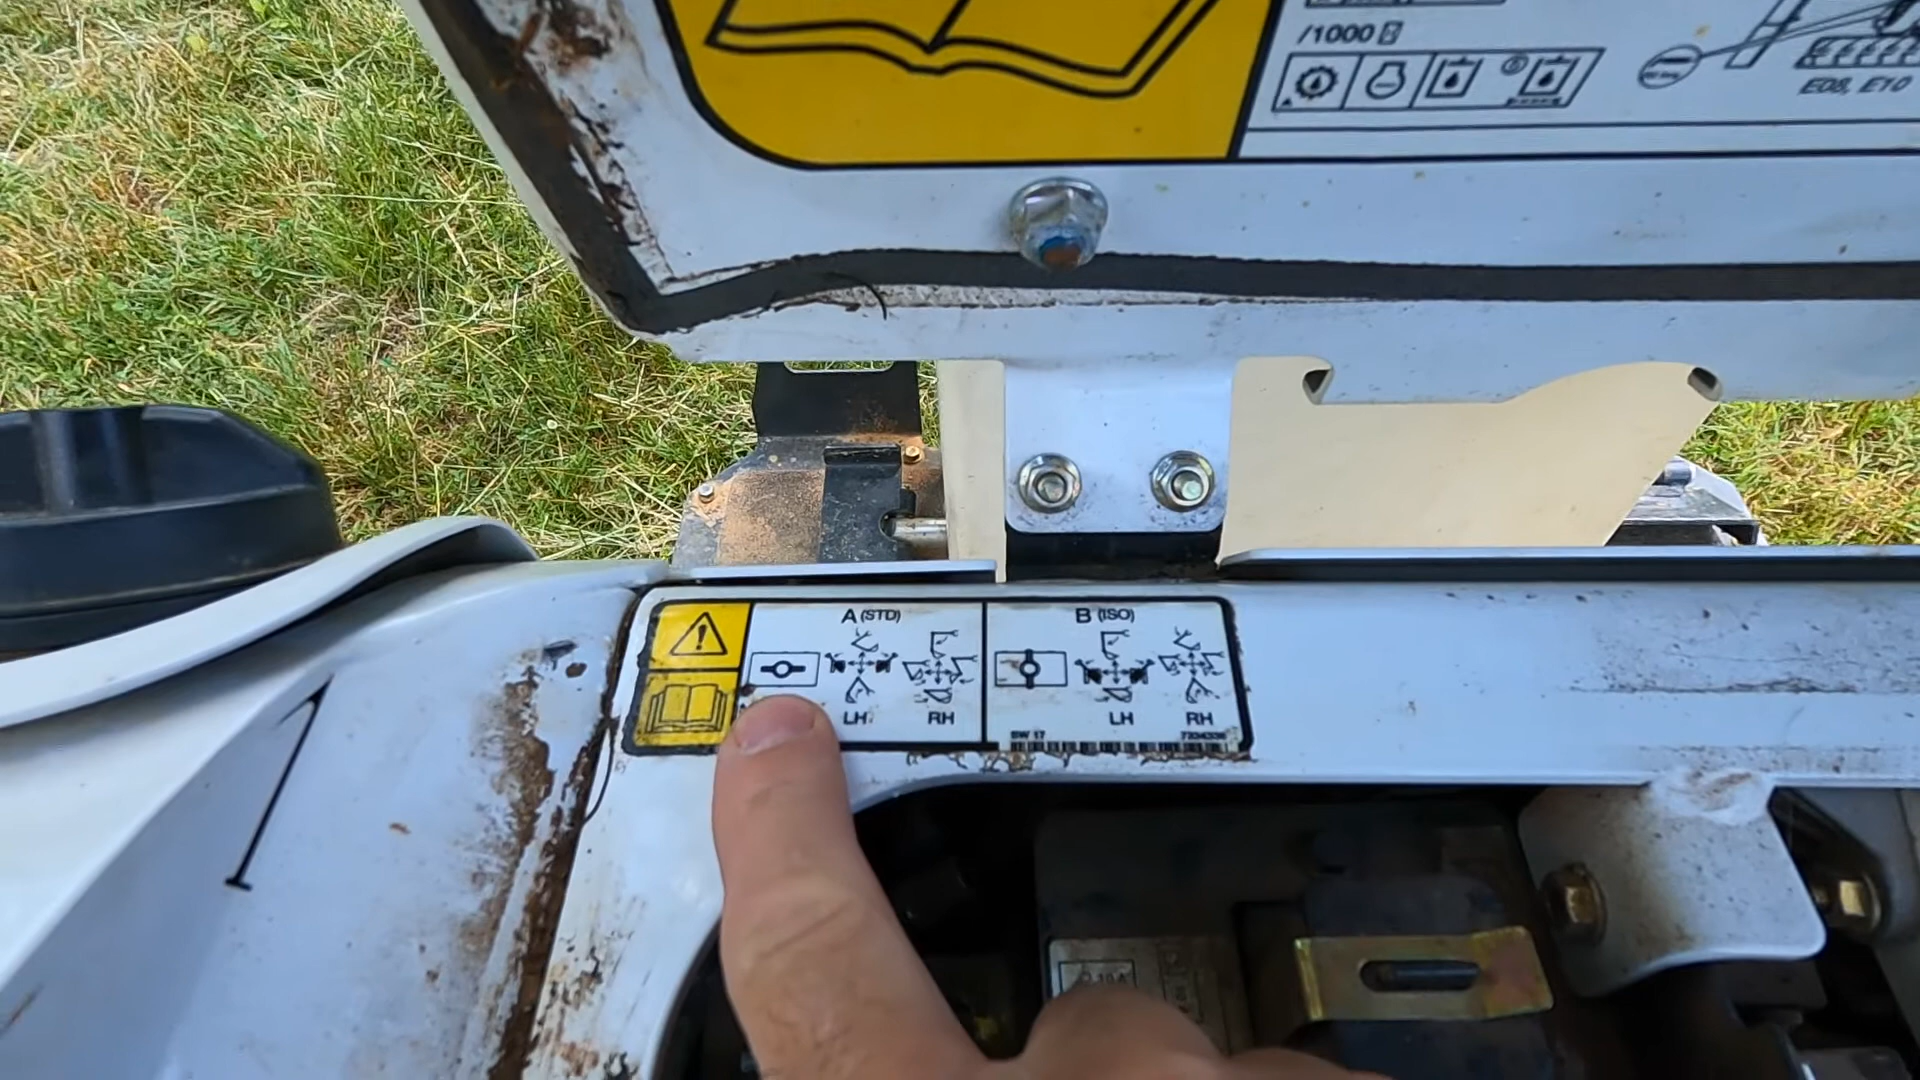 /1000
E08, E10
A (STD)
B (ISO)
LH
RH
LH
RH
SW 17